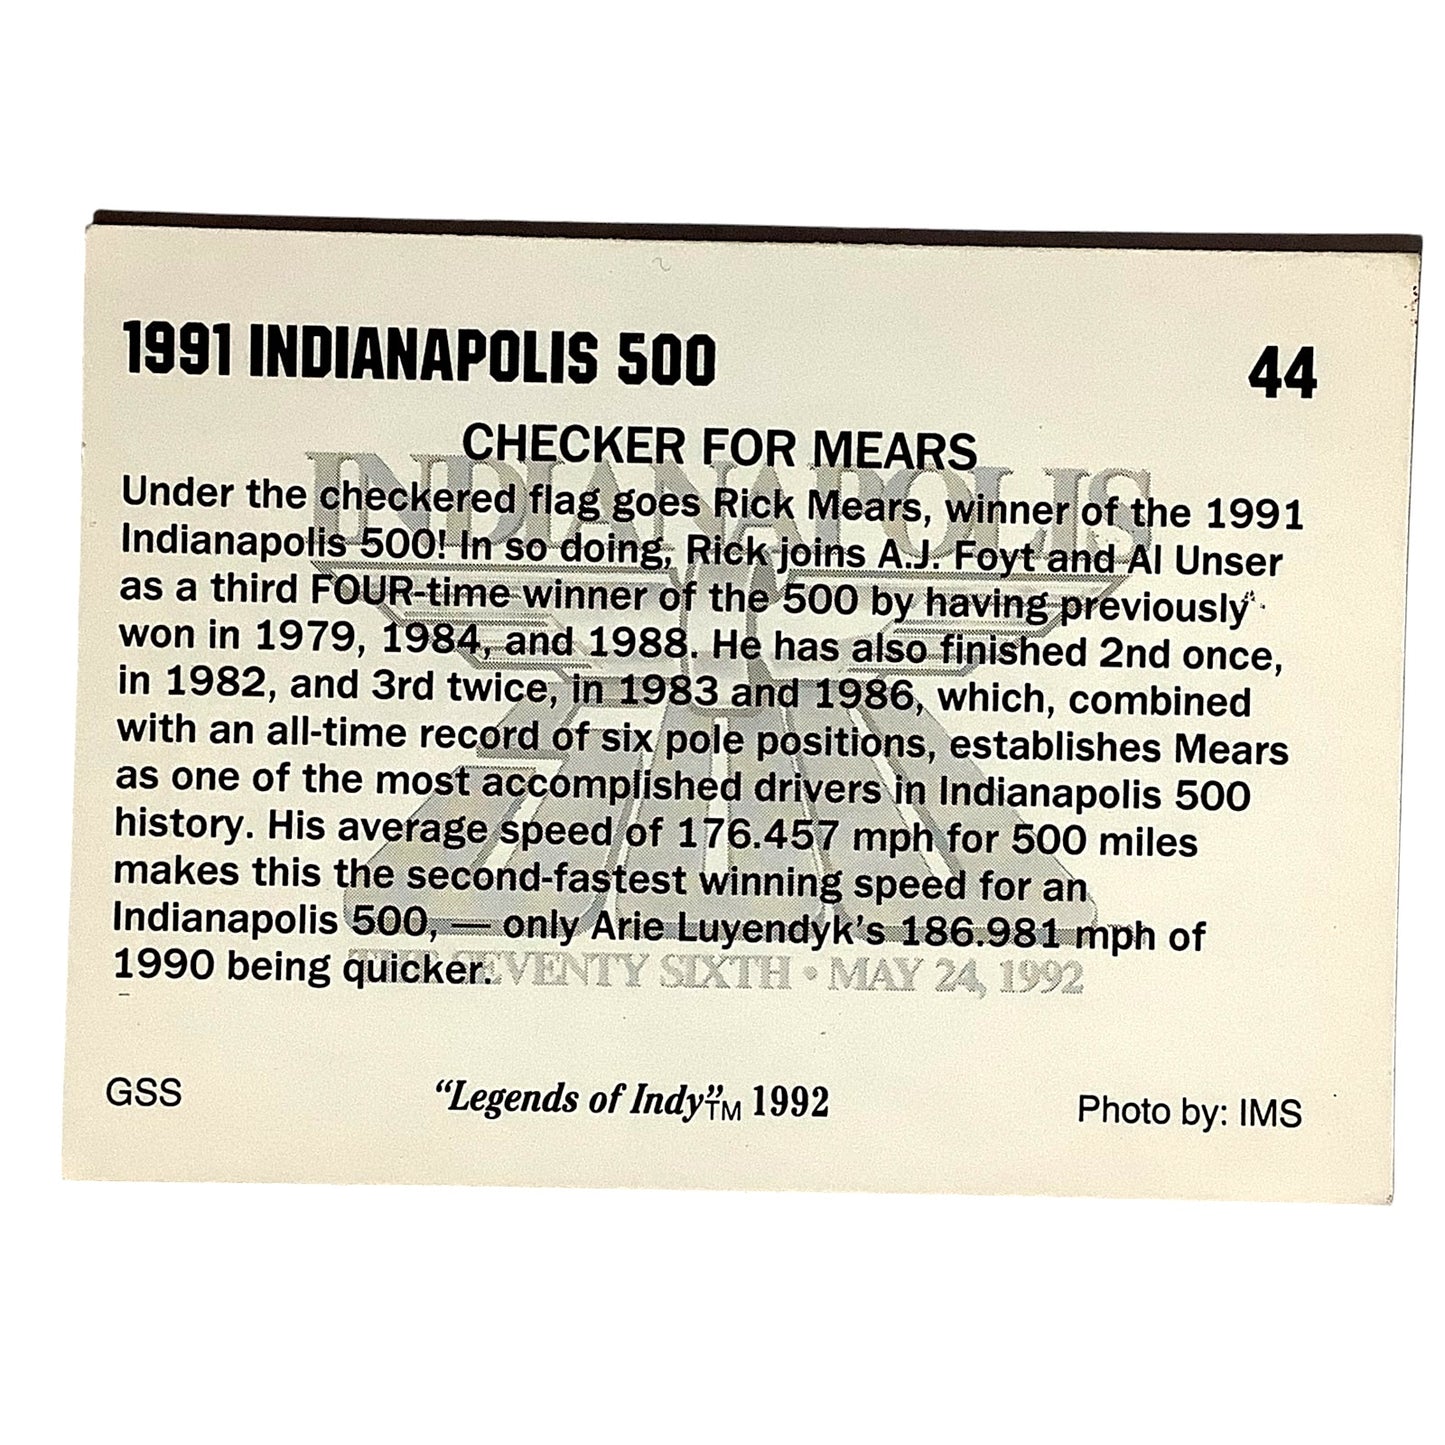 1991 INDIANAPOLIS 500 44
CHECKER FOR MEARS
INDIANAPOLIS
Under the checkered flag goes Rick Mears, winner of the 1991
Indianapolis 500! In so doing, Rick joins A.J. Foyt and Al Unser
as a third FOUR-time winner of the 500 by having previously
won in 1979, 1984, and 1988. He has also finished 2nd once,
in 1982, and 3rd twice, in 1983 and 1986, which, combined
with an all-time record of six pole positions, establishes Mears
as one of the most accomplished drivers in Indianapolis 500
history. His average speed of 176.457 mph for 500 miles
makes this the second-fastest winning speed for an
Indianapolis 500, — only Arie Luyendyk's 186.981 mph of
1990 being quicker.
THE SEVENTY SIXTH • MAY 24, 1992
GSS "Legends of Indy"TM 1992 Photo by: IMS